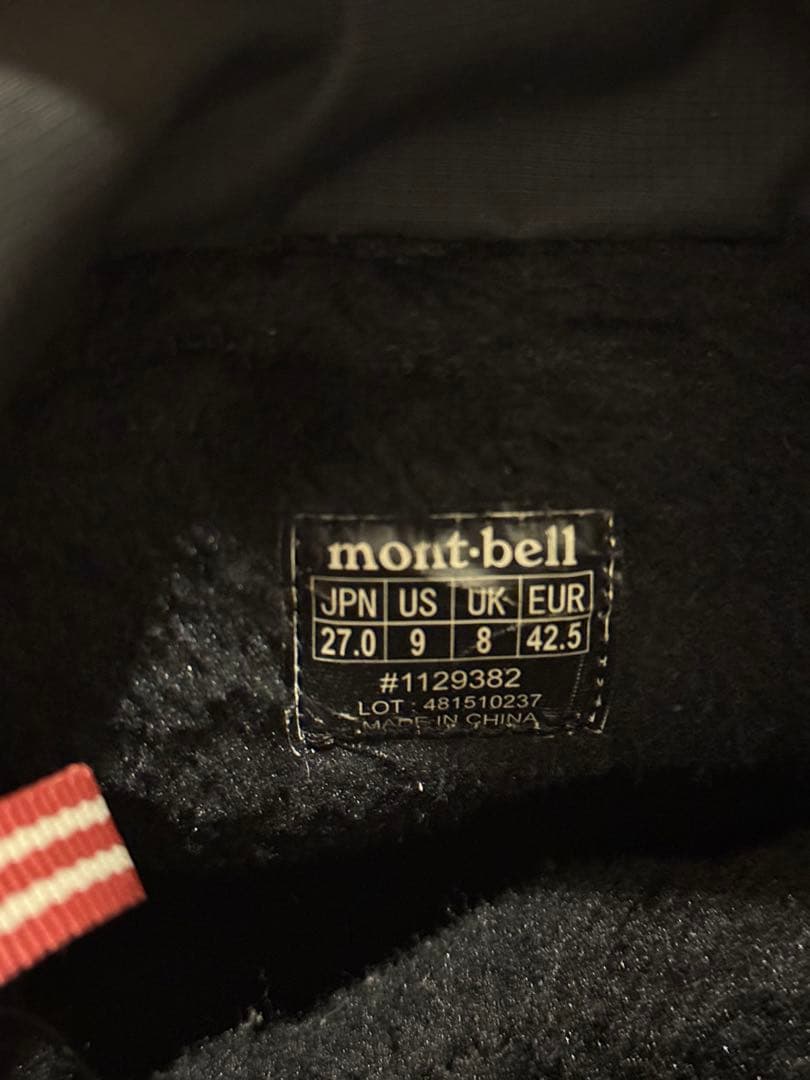 mont·bell
JPN US UK EUR
27.0 9 8 42.5
#1129382
LOT : 481510237
MADE IN CHINA